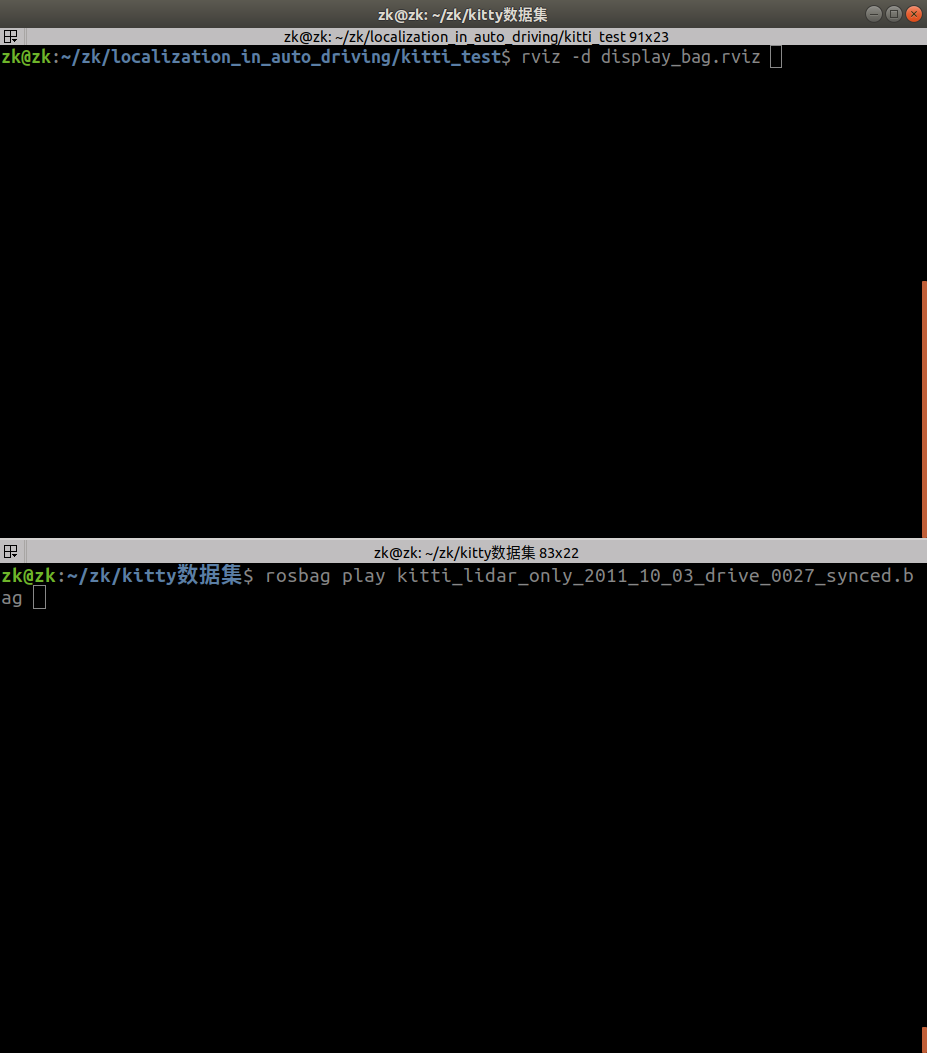 zk@zk: ~/zk/kitty数据集
zk@zk: ~/zk/localization_in_auto_driving/kitti_test 91x23
zk@zk:~/zk/localization_in_auto_driving/kitti_test$ rviz -d display_bag.rviz
zk@zk: ~/zk/kitty数据集 83x22
zk@zk:~/zk/kitty数据集$ rosbag play kitti_lidar_only_2011_10_03_drive_0027_synced.b
ag